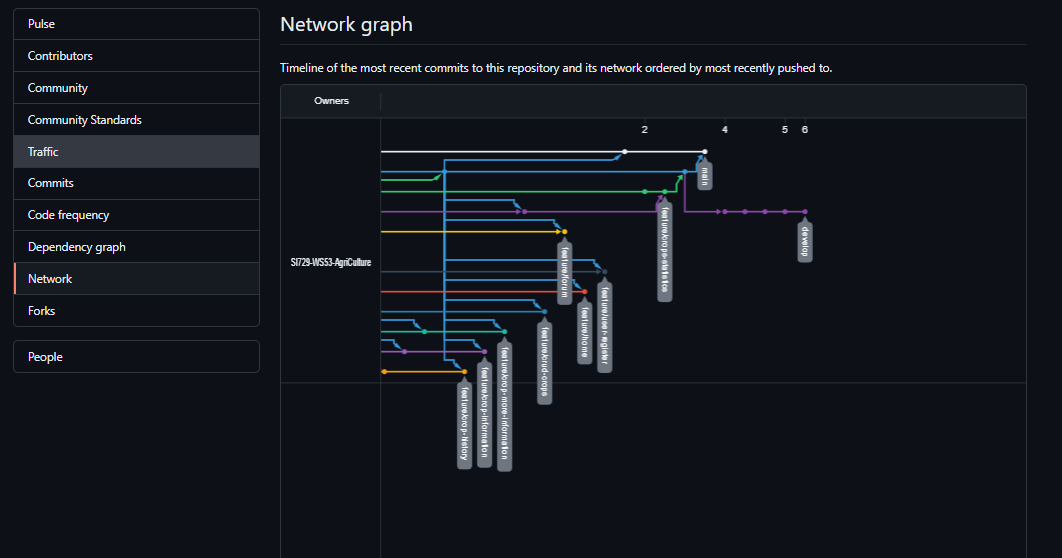 Pulse
Contributors
Community
Community Standards
Traffic
Commits
Code frequency
Dependency graph
Network
Forks
People
Network graph
Timeline of the most recent commits to this repository and its network ordered by most recently pushed to.
Owners
2 4 5 6
SI729-WS53-AgriCulture
main
develop
feature/crops-statistics
feature/forum
feature/user-register
feature/home
feature/crud-crops
feature/crop-more-information
feature/crop-information
feature/crop-history